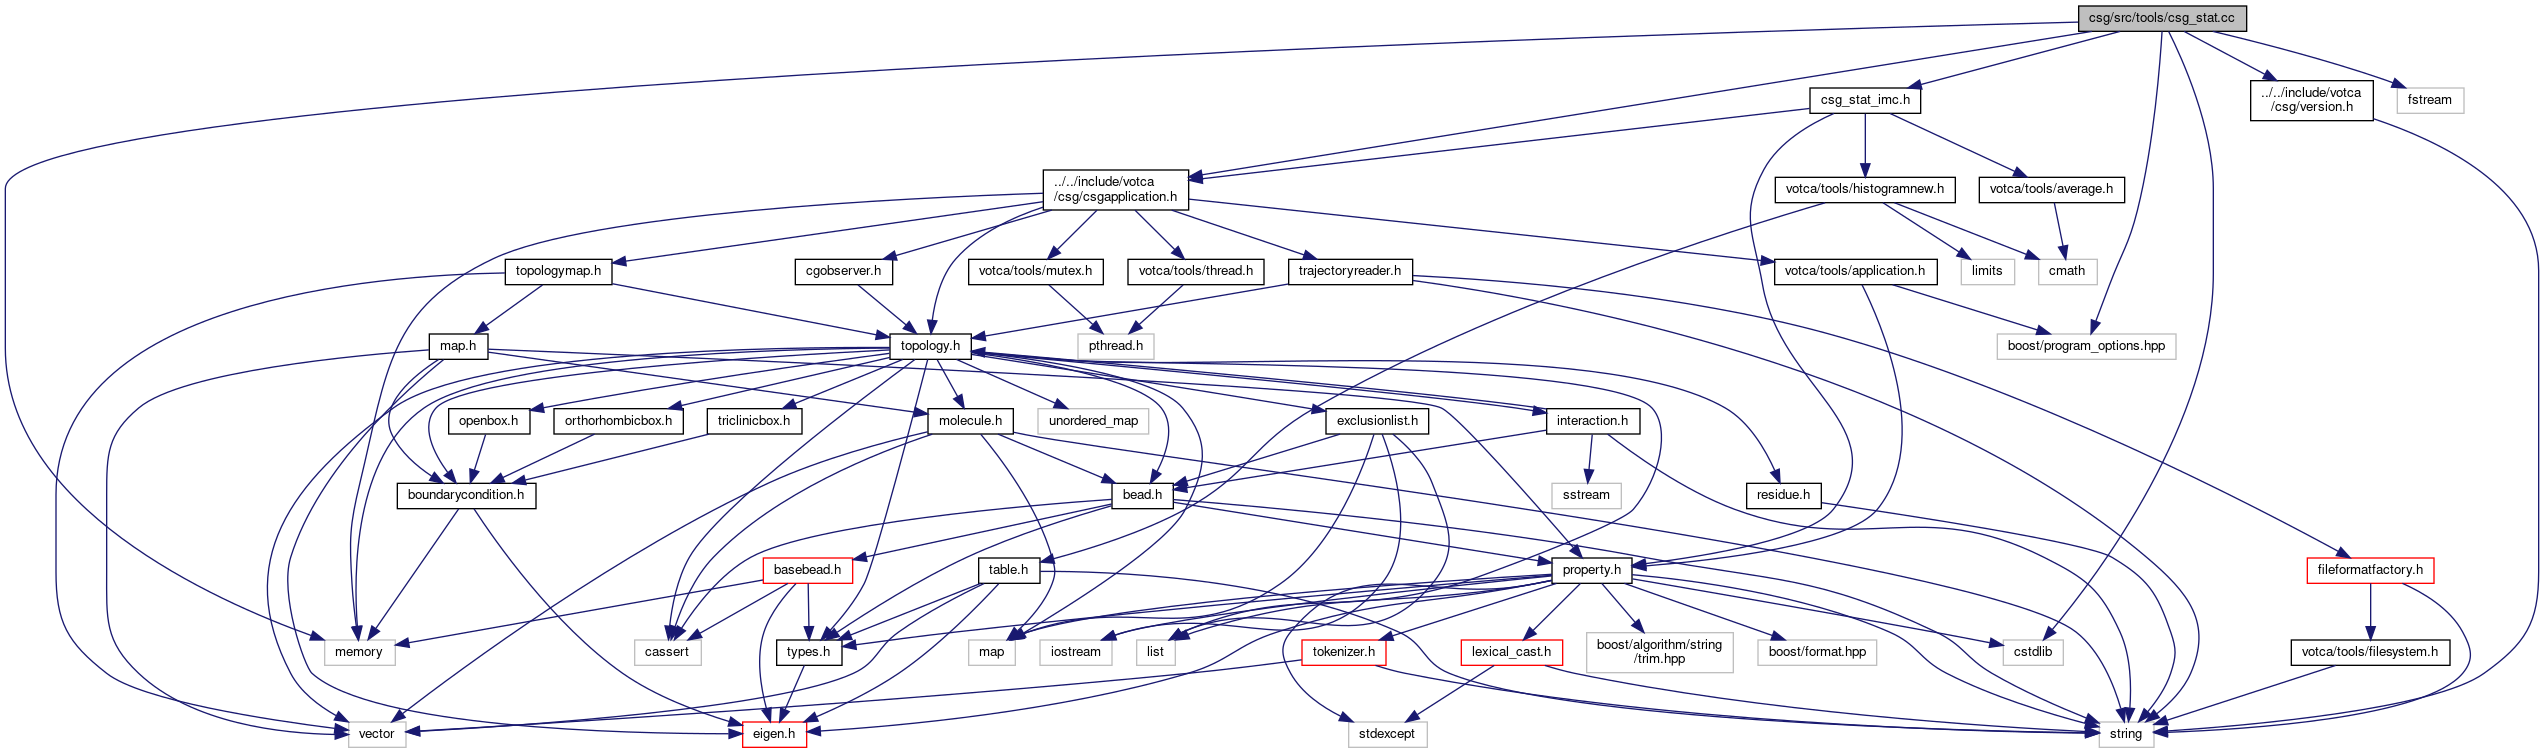 csg/src/tools/csg_stat.cc
csg_stat_imc.h
../../include/votca
/csg/version.h
fstream
../../include/votca
/csg/csgapplication.h
votca/tools/histogramnew.h
votca/tools/average.h
topologymap.h
cgobserver.h
votca/tools/mutex.h
votca/tools/thread.h
trajectoryreader.h
votca/tools/application.h
limits
cmath
map.h
topology.h
pthread.h
boost/program_options.hpp
openbox.h
orthorhombicbox.h
triclinicbox.h
molecule.h
unordered_map
exclusionlist.h
interaction.h
boundarycondition.h
bead.h
sstream
residue.h
basebead.h
table.h
property.h
fileformatfactory.h
memory
cassert
types.h
map
iostream
list
tokenizer.h
lexical_cast.h
boost/algorithm/string
/trim.hpp
boost/format.hpp
cstdlib
votca/tools/filesystem.h
vector
eigen.h
stdexcept
string